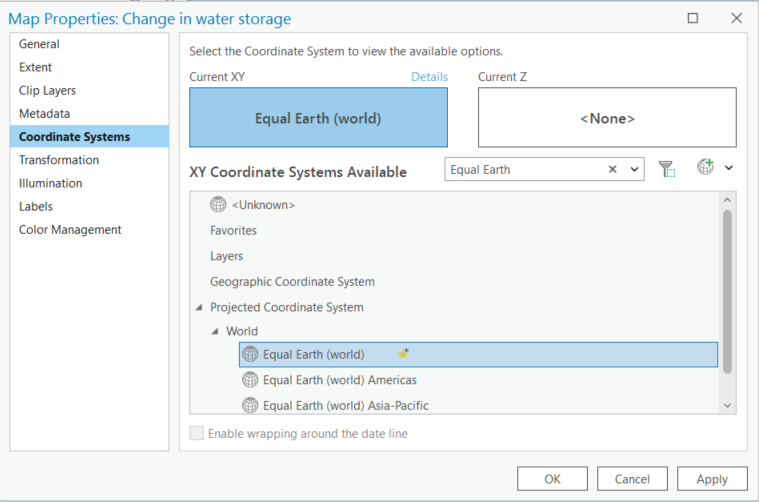 Map Properties: Change in water storage
General
Extent
Clip Layers
Metadata
Coordinate Systems
Transformation
Illumination
Labels
Color Management
Select the Coordinate System to view the available options.
Current XY Details Current Z
Equal Earth (world) <None>
XY Coordinate Systems Available Equal Earth
<Unknown>
Favorites
Layers
Geographic Coordinate System
Projected Coordinate System
World
Equal Earth (world)
Equal Earth (world) Americas
Equal Earth (world) Asia-Pacific
Enable wrapping around the date line
OK Cancel Apply